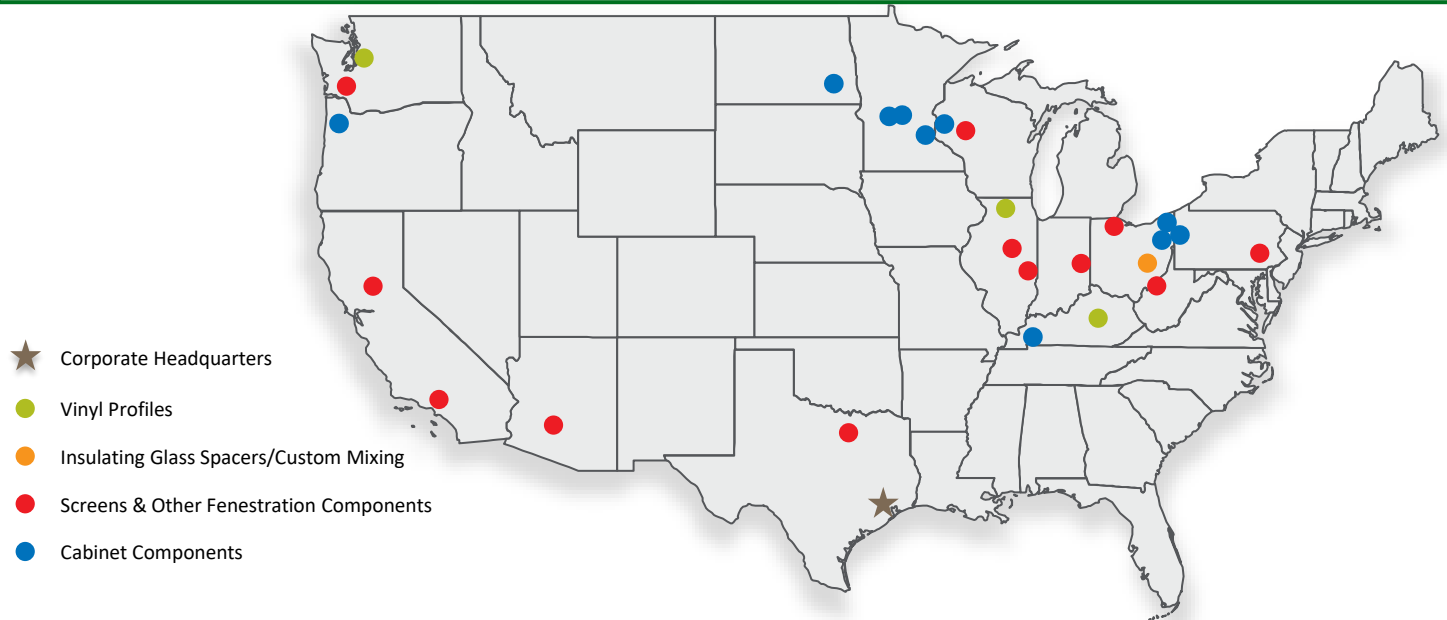 Corporate Headquarters
Vinyl Profiles
Insulating Glass Spacers/Custom Mixing
Screens & Other Fenestration Components
Cabinet Components